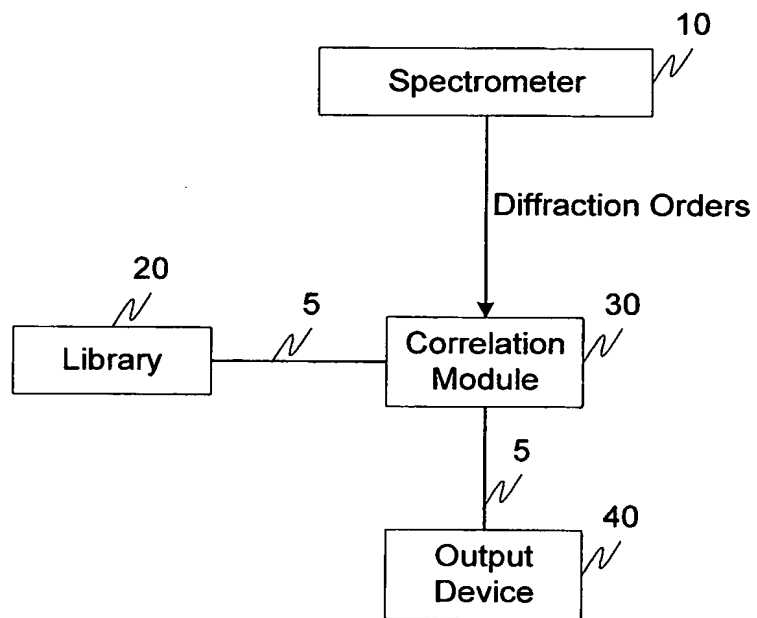 10
Spectrometer
Diffraction Orders
20
5
30
Library
Correlation
Module
5
40
Output
Device